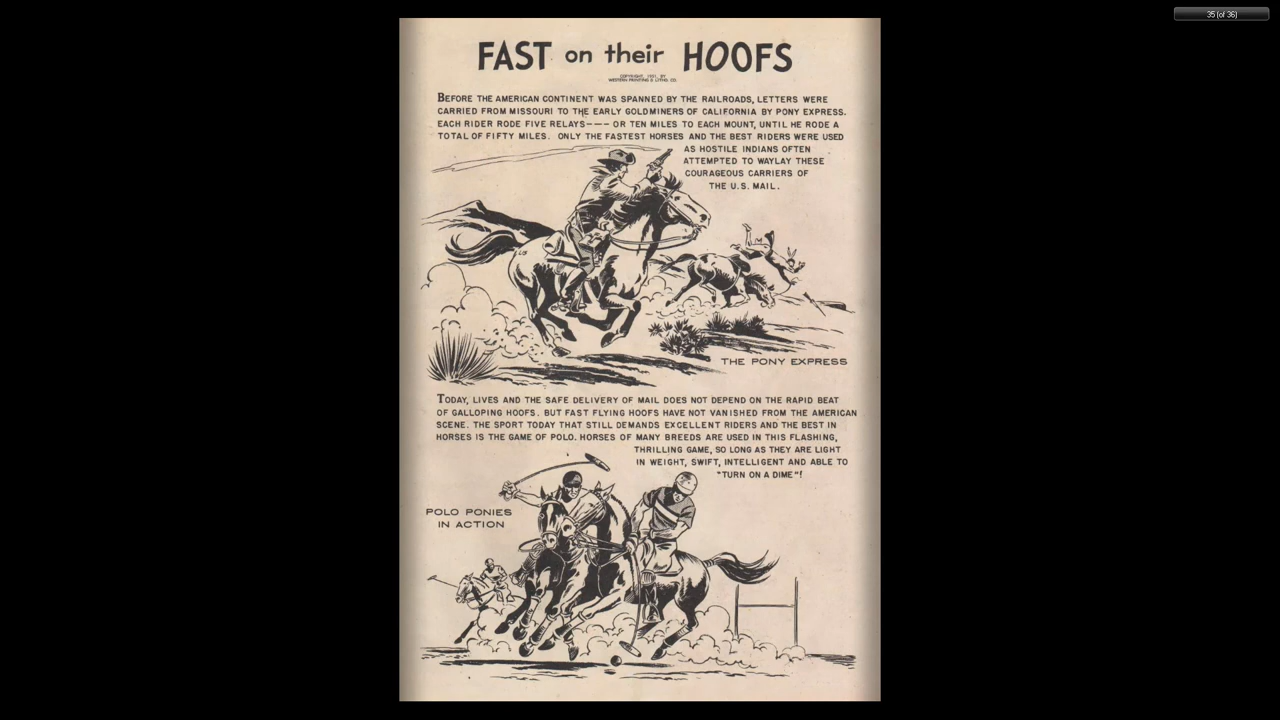 35 (of 36)
FAST on their HOOFS
COPYRIGHT, 1951, BY
WESTERN PRINTING & LITHO. CO.
BEFORE THE AMERICAN CONTINENT WAS SPANNED BY THE RAILROADS, LETTERS WERE
CARRIED FROM MISSOURI TO THE EARLY GOLDMINERS OF CALIFORNIA BY PONY EXPRESS.
EACH RIDER RODE FIVE RELAYS--- OR TEN MILES TO EACH MOUNT, UNTIL HE RODE A
TOTAL OF FIFTY MILES. ONLY THE FASTEST HORSES AND THE BEST RIDERS WERE USED
AS HOSTILE INDIANS OFTEN
ATTEMPTED TO WAYLAY THESE
COURAGEOUS CARRIERS OF
THE U.S. MAIL.
THE PONY EXPRESS
TODAY, LIVES AND THE SAFE DELIVERY OF MAIL DOES NOT DEPEND ON THE RAPID BEAT
OF GALLOPING HOOFS. BUT FAST FLYING HOOFS HAVE NOT VANISHED FROM THE AMERICAN
SCENE. THE SPORT TODAY THAT STILL DEMANDS EXCELLENT RIDERS AND THE BEST IN
HORSES IS THE GAME OF POLO. HORSES OF MANY BREEDS ARE USED IN THIS FLASHING,
THRILLING GAME, SO LONG AS THEY ARE LIGHT
IN WEIGHT, SWIFT, INTELLIGENT AND ABLE TO
"TURN ON A DIME"!
POLO PONIES
IN ACTION